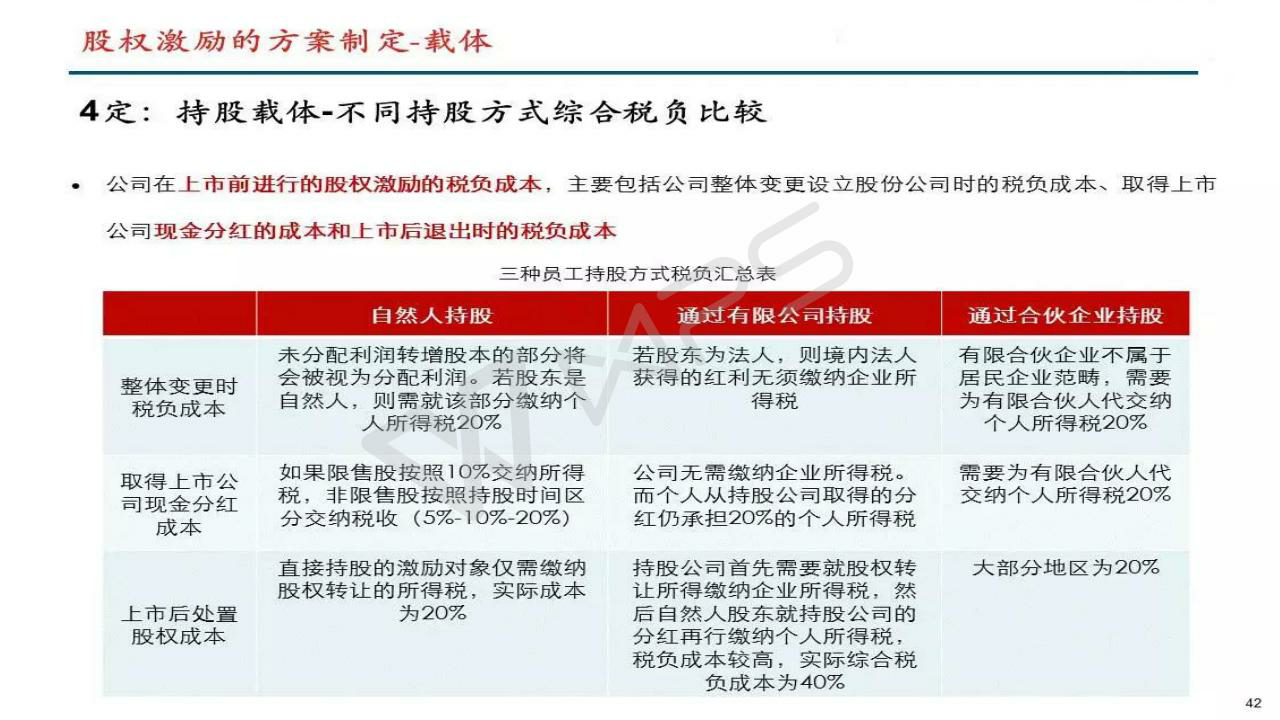 股权激励的方案制定-载体
4定：持股载体-不同持股方式综合税负比较
• 公司在上市前进行的股权激励的税负成本，主要包括公司整体变更设立股份公司时的税负成本、取得上市
公司现金分红的成本和上市后退出时的税负成本
三种员工持股方式税负汇总表
自然人持股
通过有限公司持股
通过合伙企业持股
整体变更时
税负成本
未分配利润转增股本的部分将
会被视为分配利润。若股东是
自然人，则需就该部分缴纳个
人所得税20%
若股东为法人，则境内法人
获得的红利无须缴纳企业所
得税
有限合伙企业不属于
居民企业范畴，需要
为有限合伙人代交纳
个人所得税20%
取得上市公
司现金分红
成本
如果限售股按照10%交纳所得
税，非限售股按照持股时间区
分交纳税收（5%-10%-20%）
公司无需缴纳企业所得税。
而个人从持股公司取得的分
红仍承担20%的个人所得税
需要为有限合伙人代
交纳个人所得税20%
上市后处置
股权成本
直接持股的激励对象仅需缴纳
股权转让的所得税，实际成本
为20%
持股公司首先需要就股权转
让所得缴纳企业所得税，然
后自然人股东就持股公司的
分红再行缴纳个人所得税，
税负成本较高，实际综合税
负成本为40%
大部分地区为20%
42